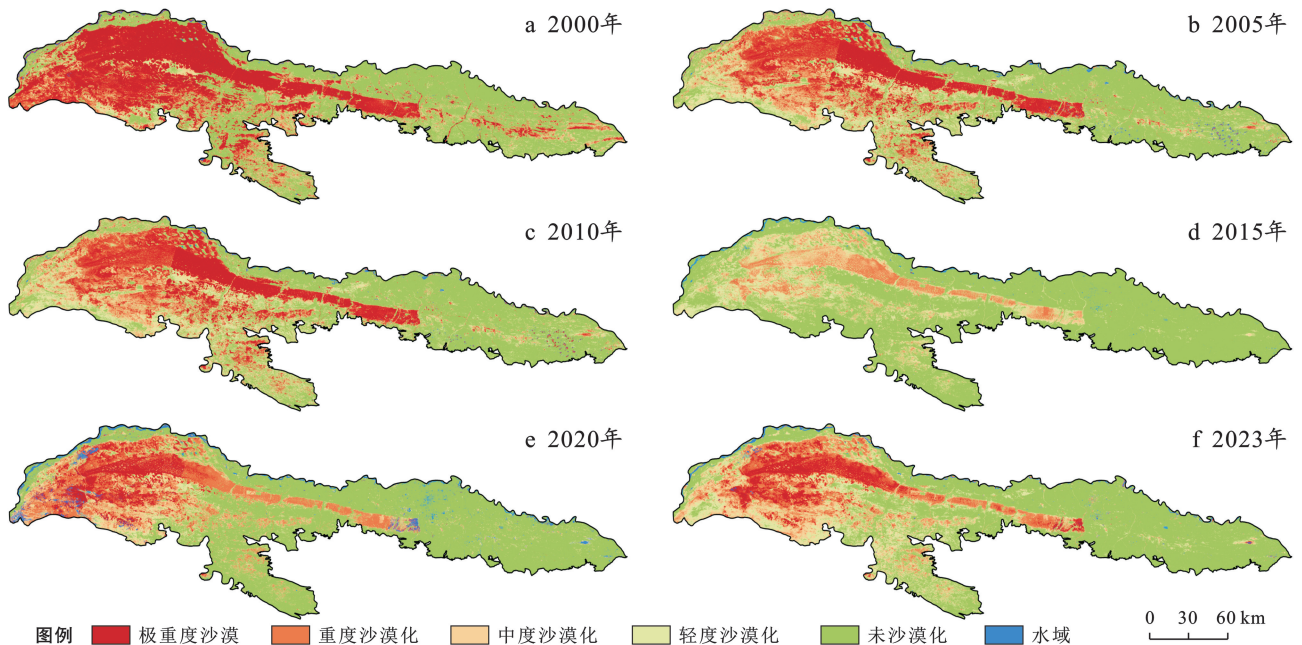 a 2000年
b 2005年
c 2010年
d 2015年
e 2020年
f 2023年
图例 极重度沙漠 重度沙漠化 中度沙漠化 轻度沙漠化 未沙漠化 水域
0 30 60 km